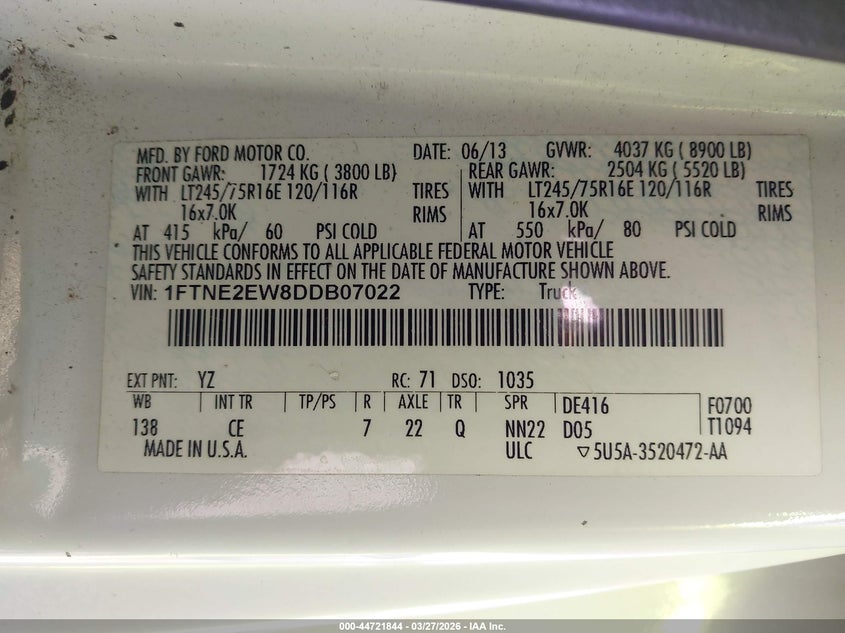 MFD. BY FORD MOTOR CO. DATE: 06/13 GVWR: 4037 KG ( 8900 LB)
FRONT GAWR: 1724 KG ( 3800 LB) REAR GAWR: 2504 KG ( 5520 LB)
WITH LT245/75R16E 120/116R TIRES WITH LT245/75R16E 120/116R TIRES
16x7.0K RIMS 16x7.0K RIMS
AT 415 kPa/ 60 PSI COLD AT 550 kPa/ 80 PSI COLD
THIS VEHICLE CONFORMS TO ALL APPLICABLE FEDERAL MOTOR VEHICLE
SAFETY STANDARDS IN EFFECT ON THE DATE OF MANUFACTURE SHOWN ABOVE.
VIN: 1FTNE2EW8DDB07022 TYPE: Truck
EXT PNT: YZ RC: 71 DSO: 1035
WB INT TR TP/PS R AXLE TR SPR DE416 F0700
138 CE 7 22 Q NN22 D05 T1094
MADE IN U.S.A. ULC ▽5U5A-3520472-AA
000-44721844 - 03/27/2026 - IAA Inc.